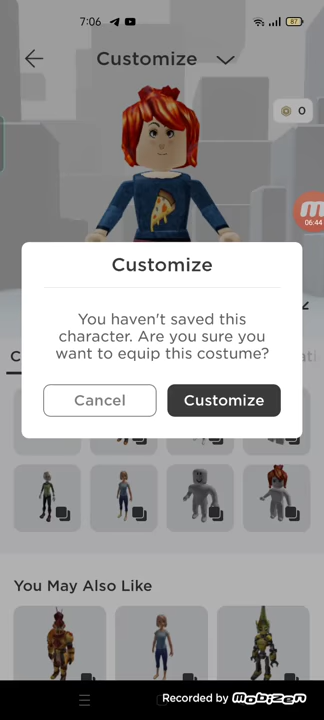 7:06
87
Customize
0
06:44
Customize
You haven't saved this
character. Are you sure you
want to equip this costume?
Cancel
Customize
You May Also Like
Recorded by mobizen